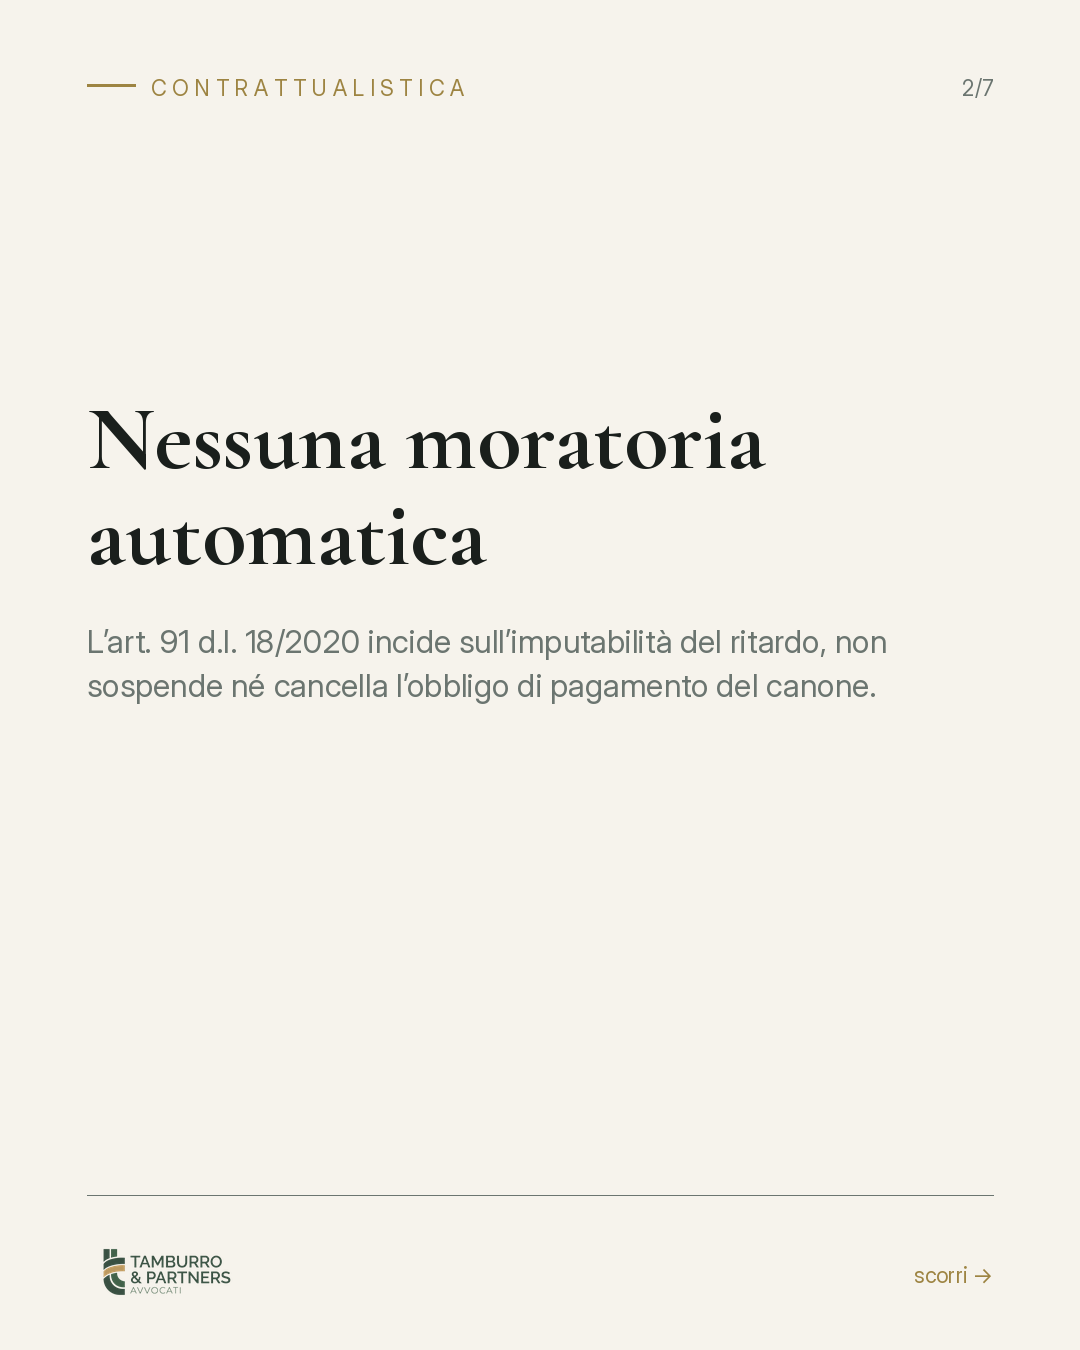 CONTRATTUALISTICA
2/7
Nessuna moratoria
automatica
L’art. 91 d.l. 18/2020 incide sull’imputabilità del ritardo, non
sospende né cancella l’obbligo di pagamento del canone.
TAMBURRO
& PARTNERS
AVVOCATI
scorri →